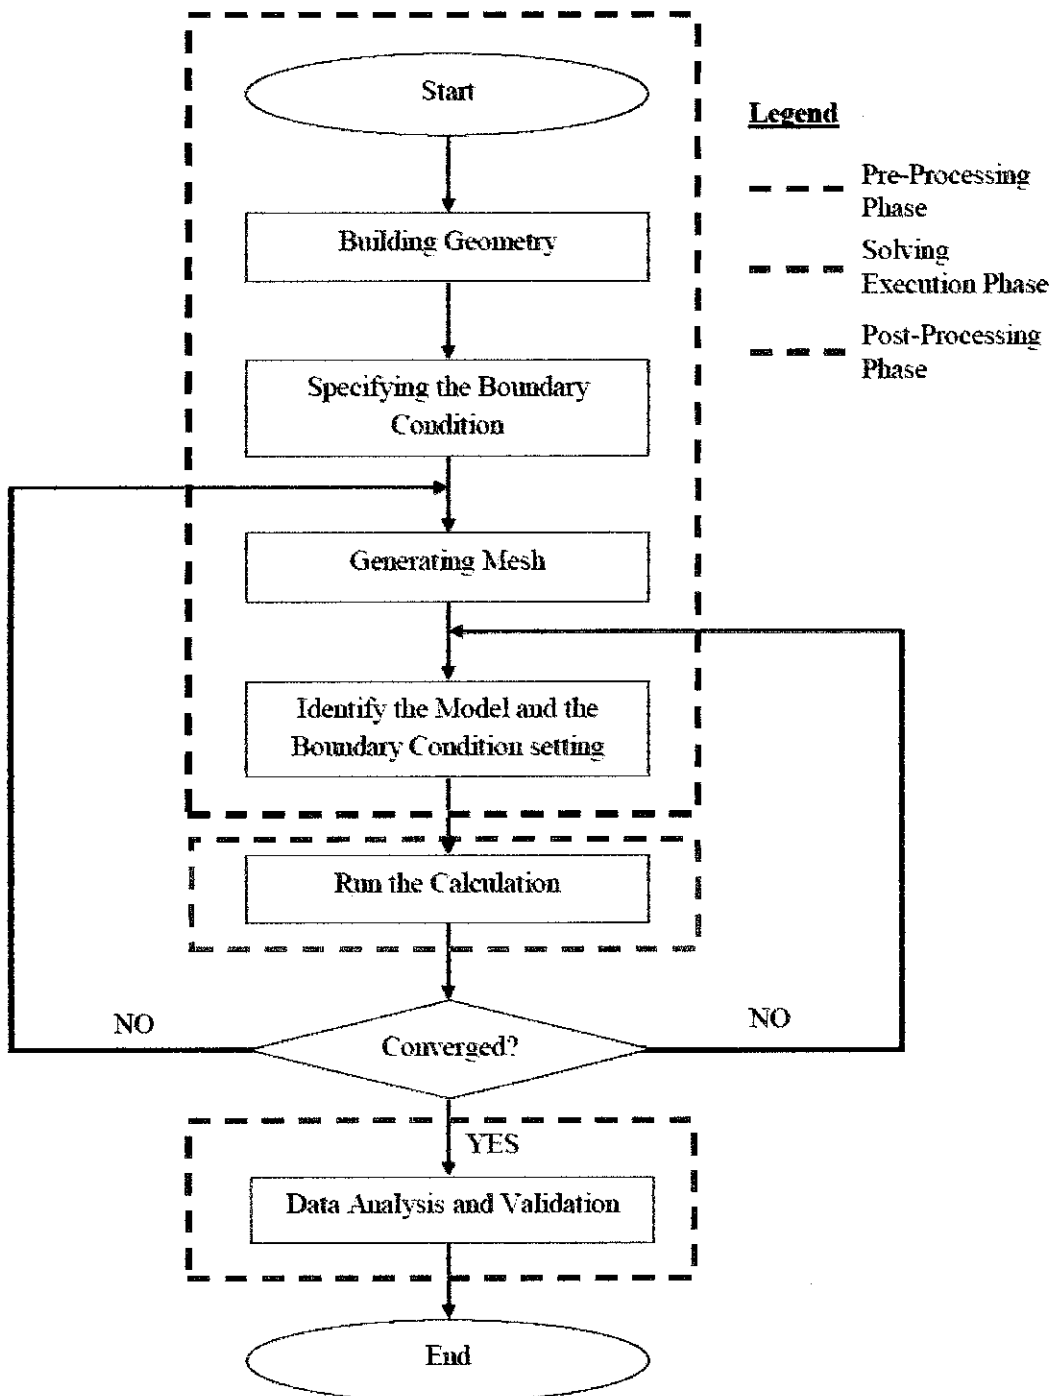 Start
Building Geometry
Specifying the Boundary
Condition
Generating Mesh
Identify the Model and the
Boundary Condition setting
Run the Calculation
NO
Converged?
NO
YES
Data Analysis and Validation
End
Legend
Pre-Processing
Phase
Solving
Execution Phase
Post-Processing
Phase